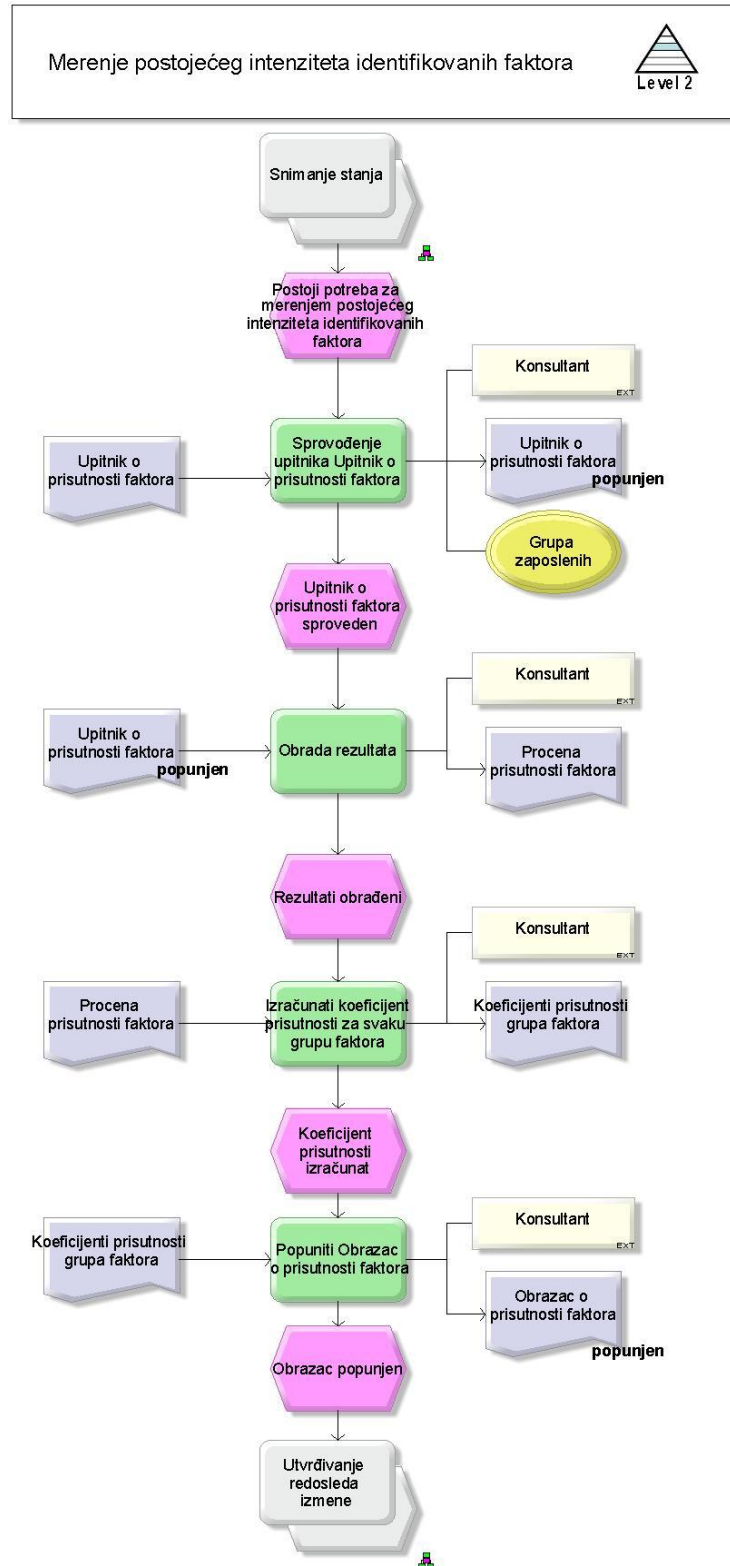 Merenje postojećeg intenziteta identifikovanih faktora
Level 2
Snimanje stanja
Postoji potreba za
merenjem postojećeg
intenziteta identifikovanih
faktora
Konsultant
EXT
Upitnik o
prisutnosti faktora
Sprovođenje
upitnika Upitnik o
prisutnosti faktora
Upitnik o
prisutnosti faktora
popunjen
Grupa
zaposlenih
Upitnik o
prisutnosti faktora
sproveden
Konsultant
EXT
Upitnik o
prisutnosti faktora
popunjen
Obrada rezultata
Procena
prisutnosti faktora
Rezultati obrađeni
Konsultant
EXT
Procena
prisutnosti faktora
Izračunati koeficijent
prisutnosti za svaku
grupu faktora
Koeficijenti prisutnosti
grupa faktora
Koeficijent
prisutnosti
izračunat
Konsultant
EXT
Koeficijenti prisutnosti
grupa faktora
Popuniti Obrazac
o prisutnosti faktora
Obrazac o
prisutnosti faktora
popunjen
Obrazac popunjen
Utvrđivanje
redosleda
izmene